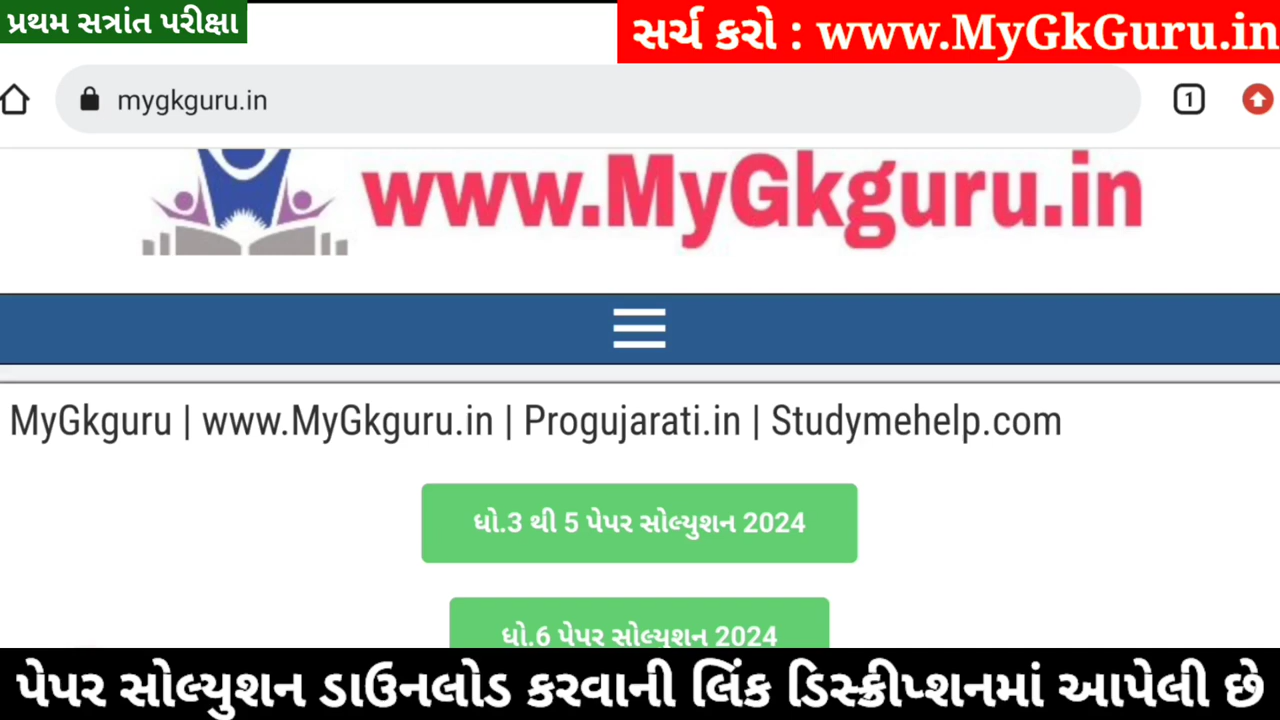 પ્રથમ સત્રાંત પરીક્ષા
સર્ચ કરો : www.MyGkGuru.in
mygkguru.in
1
www.MyGkguru.in
MyGkguru | www.MyGkguru.in | Progujarati.in | Studymehelp.com
ધો.3 થી 5 પેપર સોલ્યુશન 2024
ધો.6 પેપર સોલ્યુશન 2024
પેપર સોલ્યુશન ડાઉનલોડ કરવાની લિંક ડિસ્ક્રીપ્શનમાં આપેલી છે